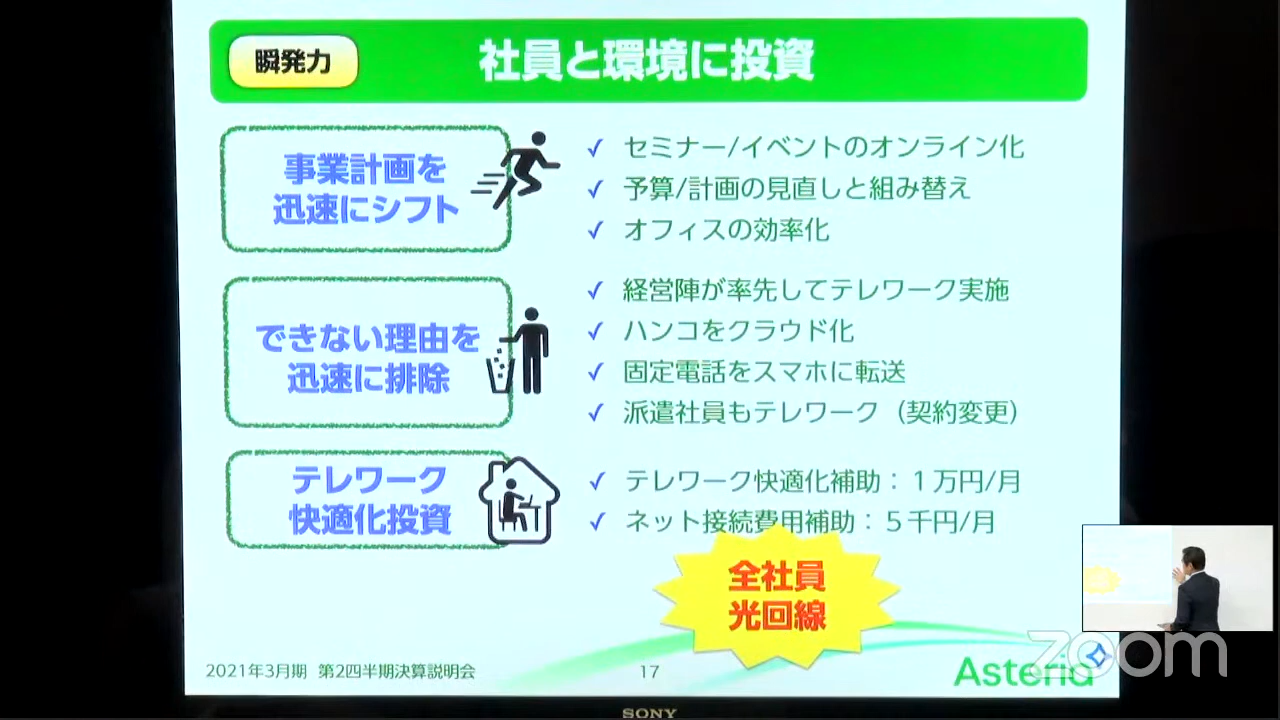 瞬発力
社員と環境に投資
事業計画を
迅速にシフト
✓ セミナー/イベントのオンライン化
✓ 予算/計画の見直しと組み替え
✓ オフィスの効率化
できない理由を
迅速に排除
✓ 経営陣が率先してテレワーク実施
✓ ハンコをクラウド化
✓ 固定電話をスマホに転送
✓ 派遣社員もテレワーク（契約変更）
テレワーク
快適化投資
✓ テレワーク快適化補助：１万円/月
✓ ネット接続費用補助：５千円/月
全社員
光回線
2021年3月期 第2四半期決算説明会
17
Asteria
zoom
SONY